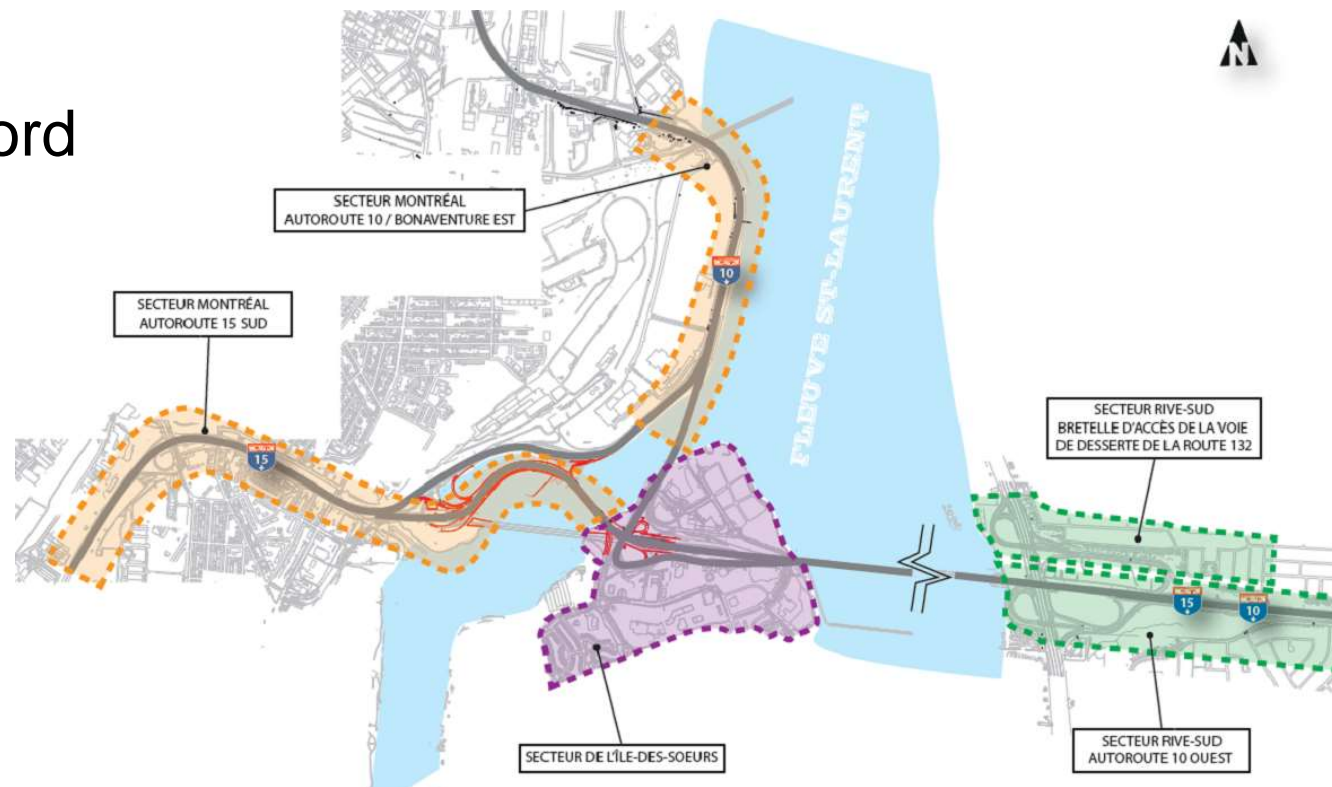 ord
N
SECTEUR MONTRÉAL
AUTOROUTE 10 / BONAVENTURE EST
10
SECTEUR MONTRÉAL
AUTOROUTE 15 SUD
15
FLEUVE ST-LAURENT
SECTEUR RIVE-SUD
BRETELLE D'ACCÈS DE LA VOIE
DE DESSERTE DE LA ROUTE 132
15
10
SECTEUR DE L'ÎLE-DES-SOEURS
SECTEUR RIVE-SUD
AUTOROUTE 10 OUEST